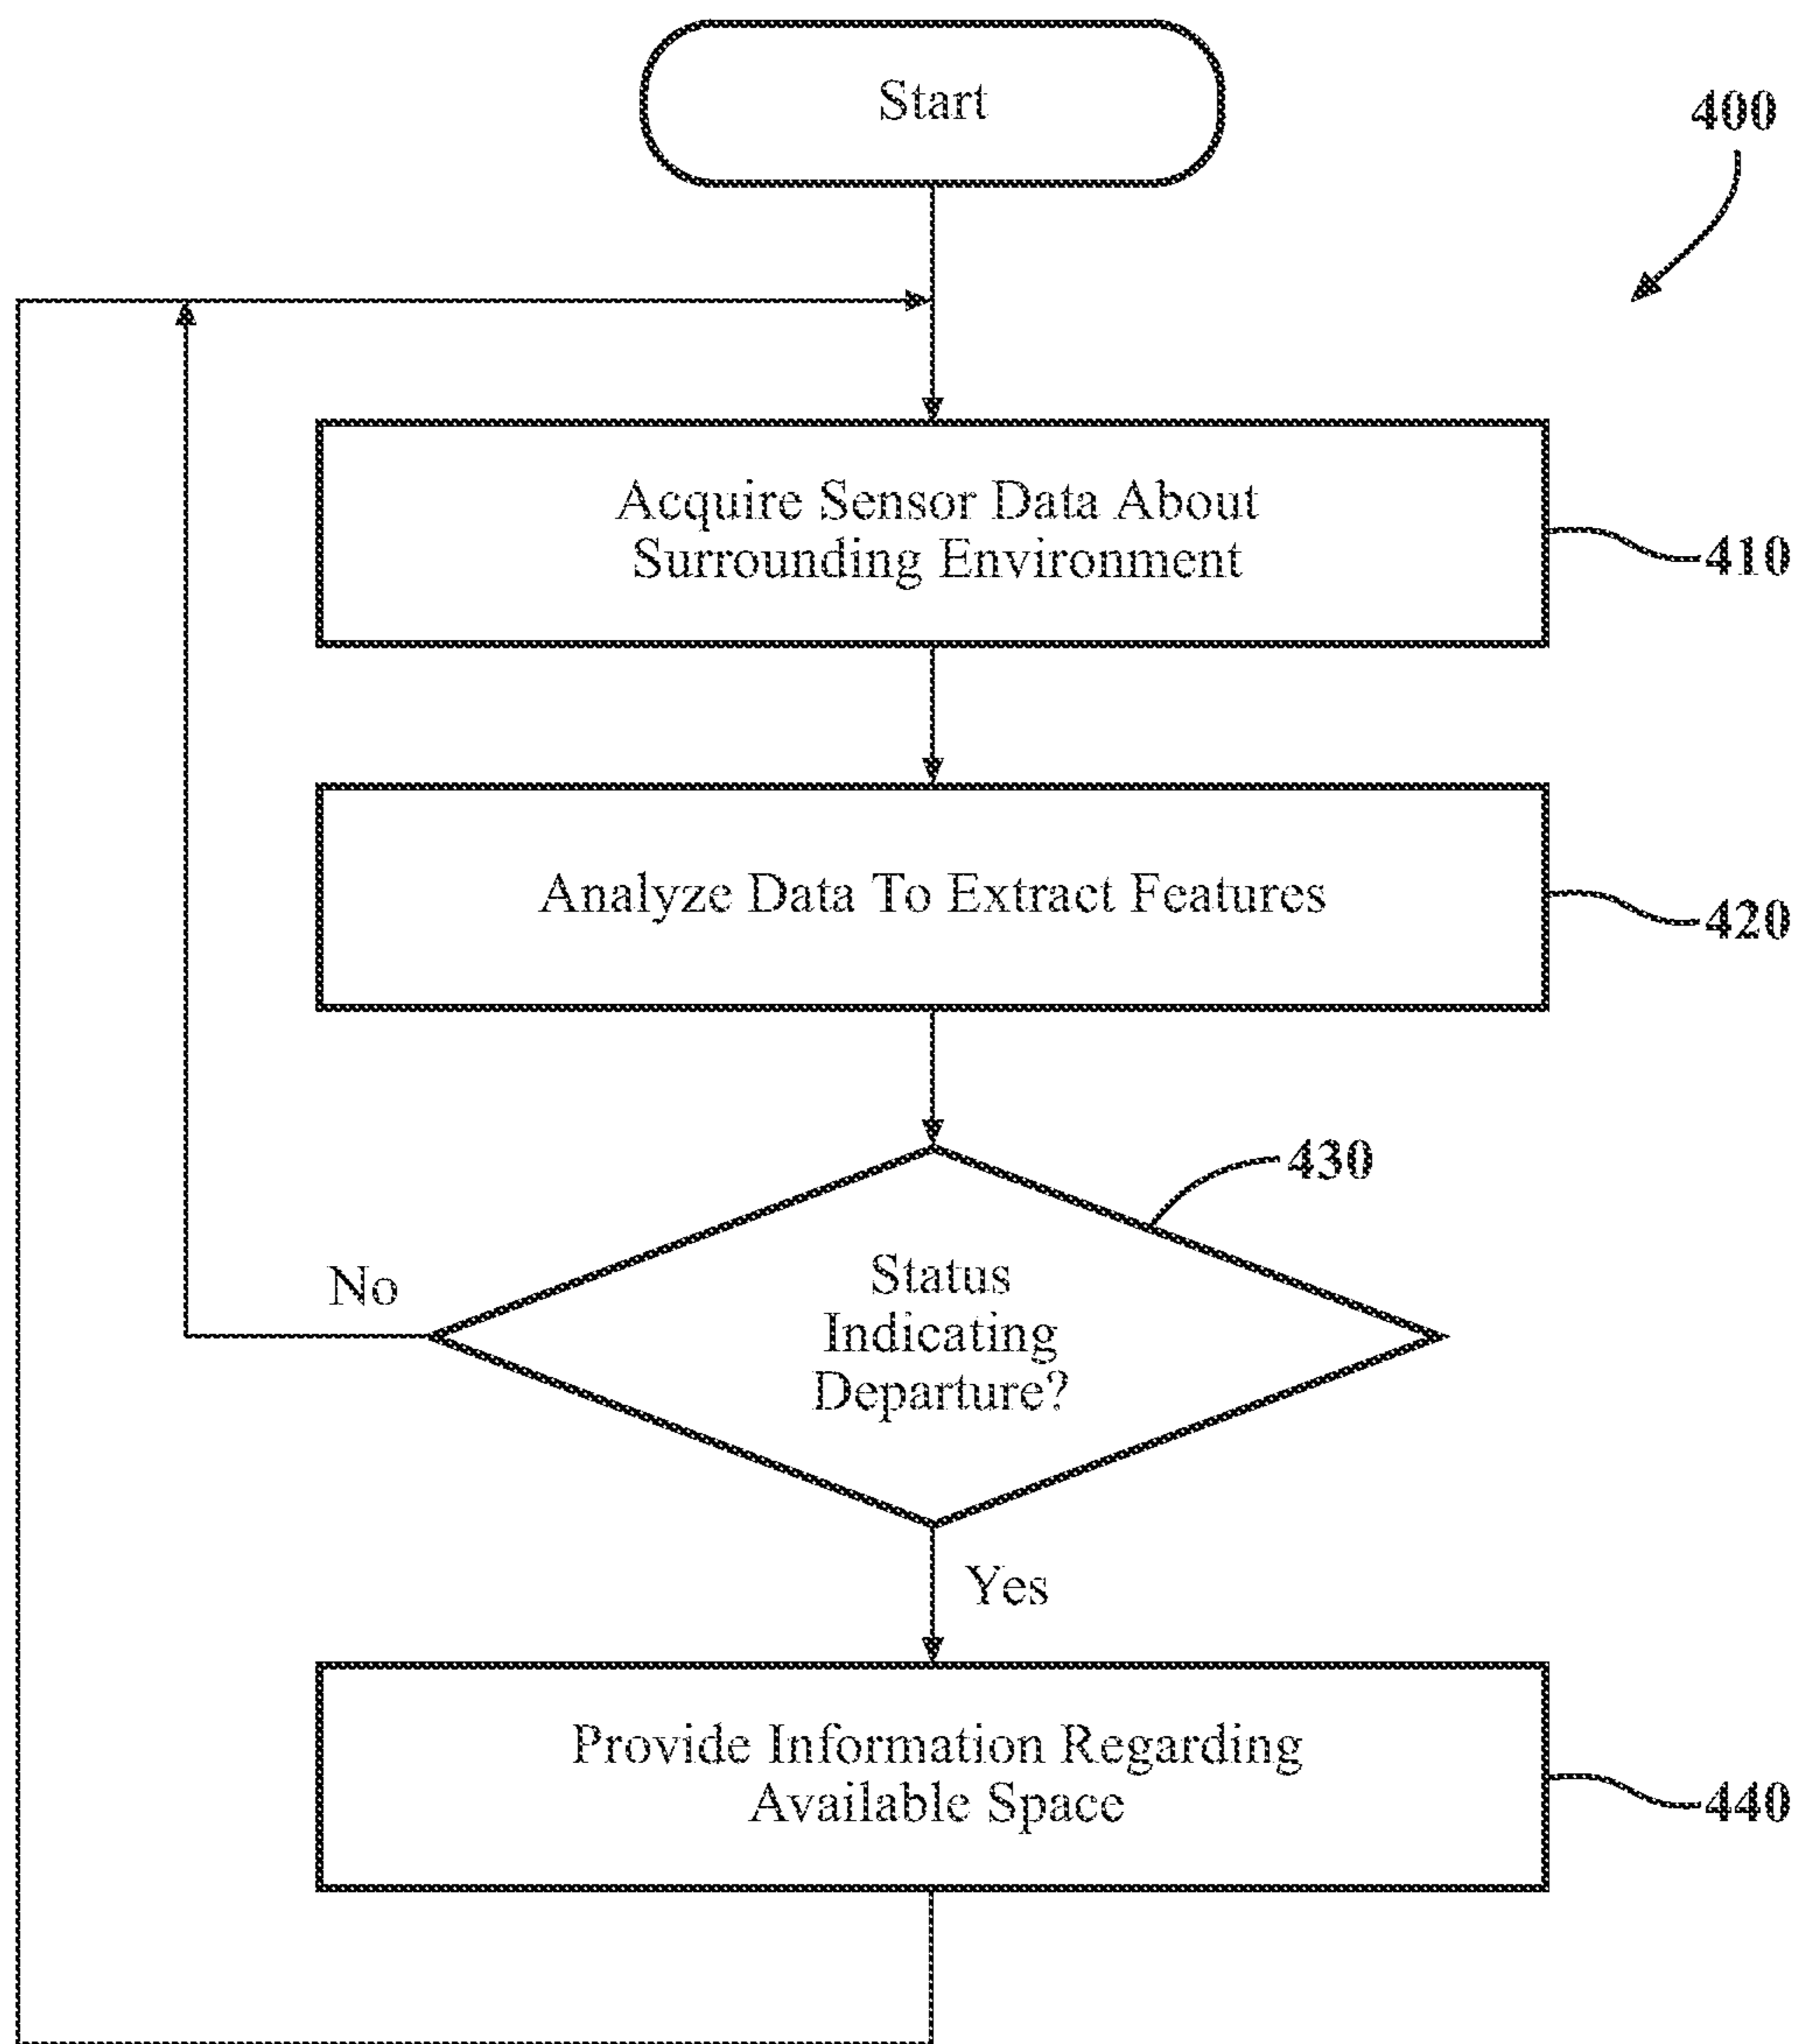 Start
400
Acquire Sensor Data About
Surrounding Environment
410
Analyze Data To Extract Features
420
430
Status
Indicating
Departure?
No
Yes
Provide Information Regarding
Available Space
440